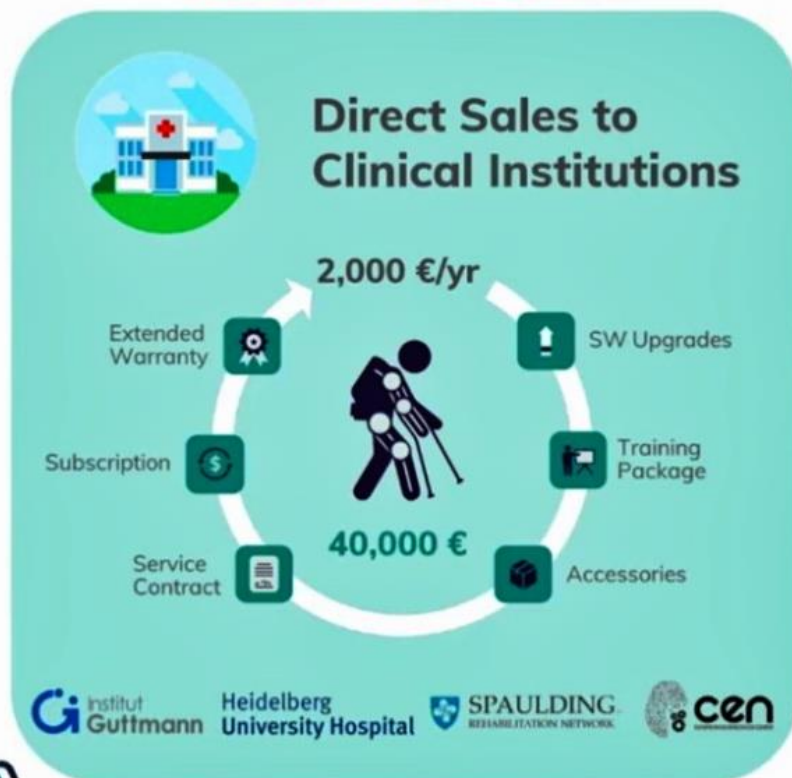 Direct Sales to
Clinical Institutions
2,000 €/yr
Extended
Warranty
SW Upgrades
Subscription
$
Training
Package
40,000 €
Service
Contract
Accessories
Institut
Guttmann
Heidelberg
University Hospital
SPAULDING
REHABILITATION NETWORK
cen